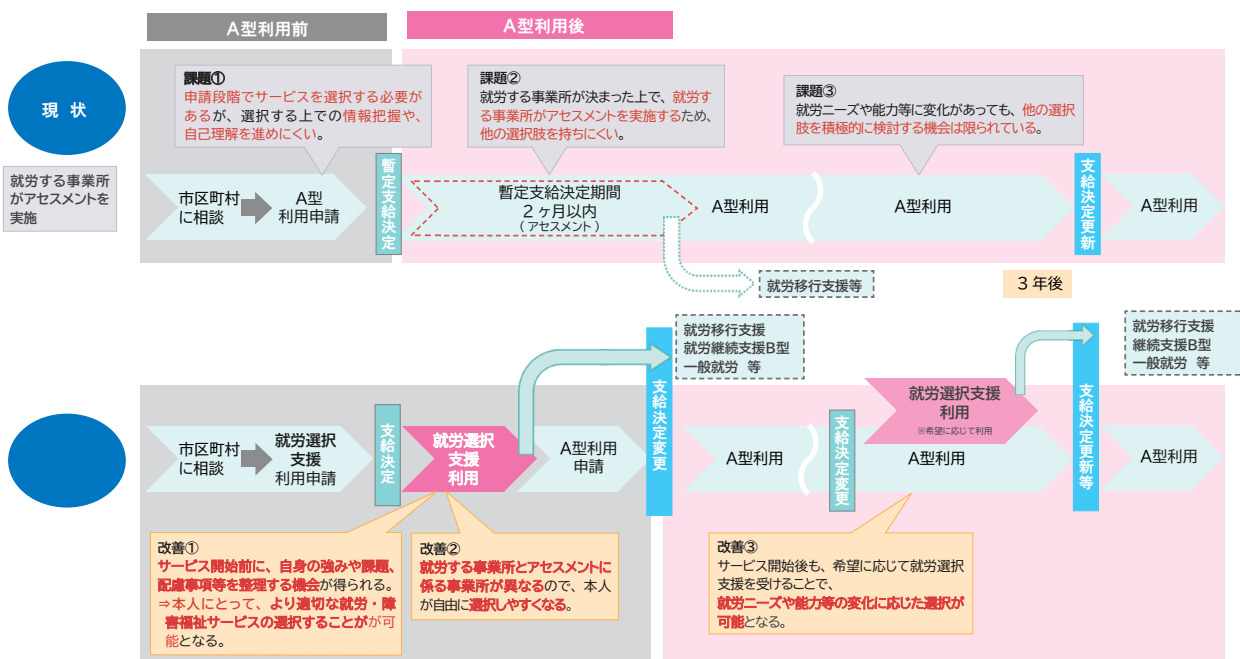 A型利用前
A型利用後
現 状
就労する事業所
がアセスメントを
実施
課題①
申請段階でサービスを選択する必要が
あるが、選択する上での情報把握や、
自己理解を進めにくい。
課題②
就労する事業所が決まった上で、就労す
る事業所がアセスメントを実施するため、
他の選択肢を持ちにくい。
課題③
就労ニーズや能力等に変化があっても、他の選択
肢を積極的に検討する機会は限られている。
市区町村
に相談
A型
利用申請
暫定支給決定
暫定支給決定期間
2ヶ月以内
(アセスメント)
A型利用
A型利用
支給決定更新
A型利用
就労移行支援等
3年後
就労移行支援
就労継続支援B型
一般就労 等
就労移行支援
継続支援B型
一般就労 等
市区町村
に相談
就労選択
支援
利用申請
支給決定
就労選択
支援
利用
A型利用
申請
支給決定変更
A型利用
支給決定変更
就労選択支援
利用
※希望に応じて利用
A型利用
支給決定更新等
A型利用
改善①
サービス開始前に、自身の強みや課題、
配慮事項等を整理する機会が得られる。
⇒本人にとって、より適切な就労・障
害福祉サービスの選択することがが可
能となる。
改善②
就労する事業所とアセスメントに
係る事業所が異なるので、本人
が自由に選択しやすくなる。
改善③
サービス開始後も、希望に応じて就労選択
支援を受けることで、
就労ニーズや能力等の変化に応じた選択が
可能となる。